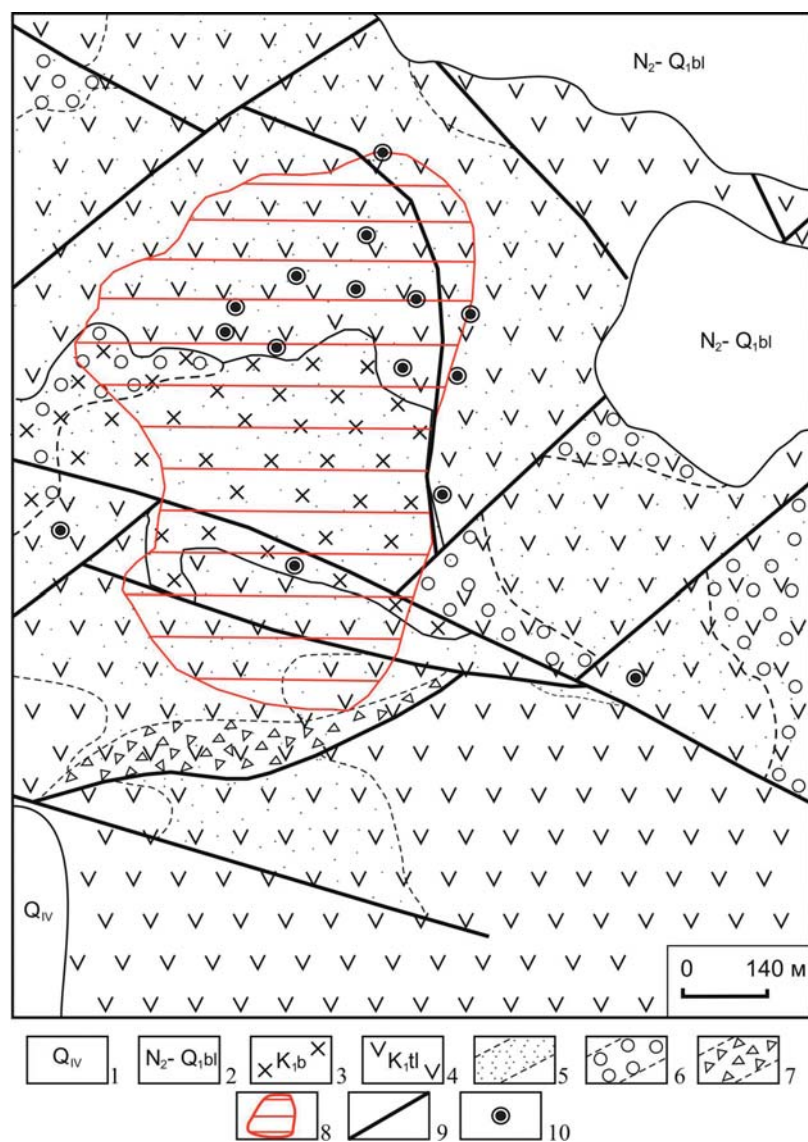 N₂- Q₁bl
N₂- Q₁bl
Q_IV
0 140 м
Q_IV 1 N₂- Q₁bl 2 K₁b 3 K₁tl 4 5 6 7
8 9 10